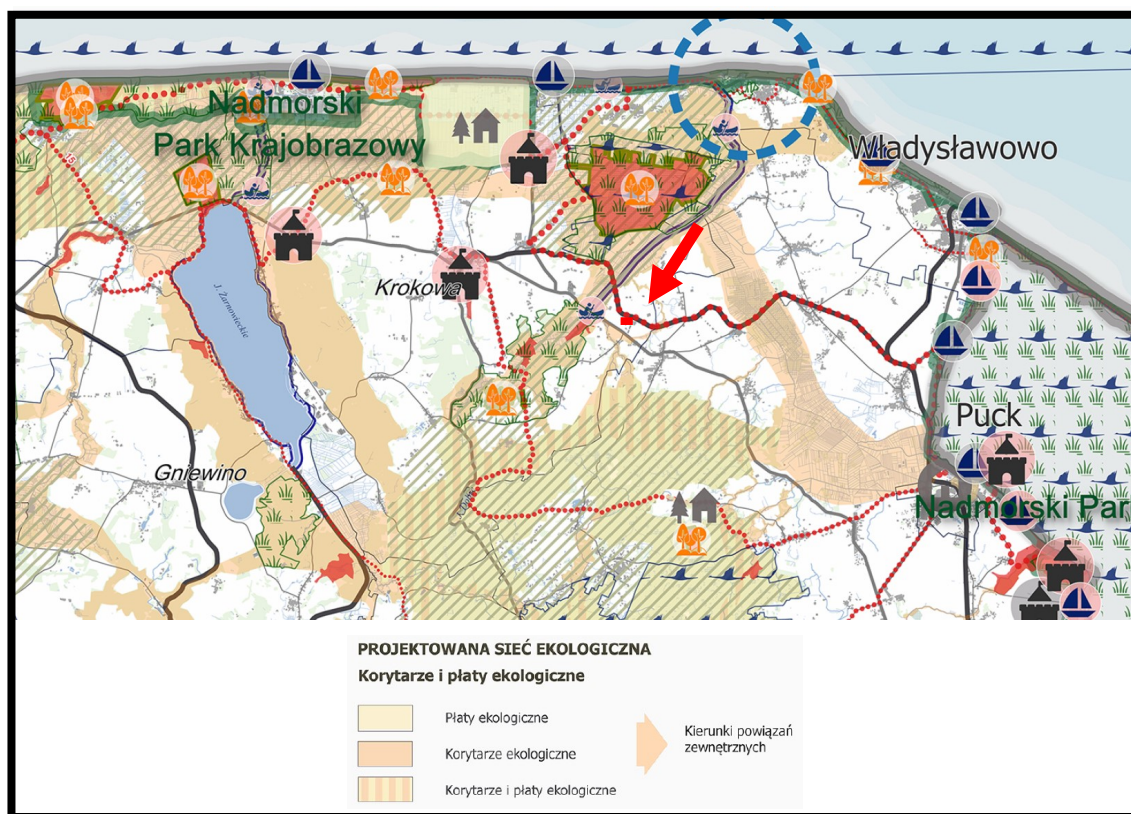 Nadmorski
Park Krajobrazowy
Władysławowo
Krokowa
J. Żarnowieckie
Puck
Gniewino
Nadmorski Par
PROJEKTOWANA SIEĆ EKOLOGICZNA
Korytarze i płaty ekologiczne
Płaty ekologiczne
Korytarze ekologiczne
Korytarze i płaty ekologiczne
Kierunki powiązań
zewnętrznych